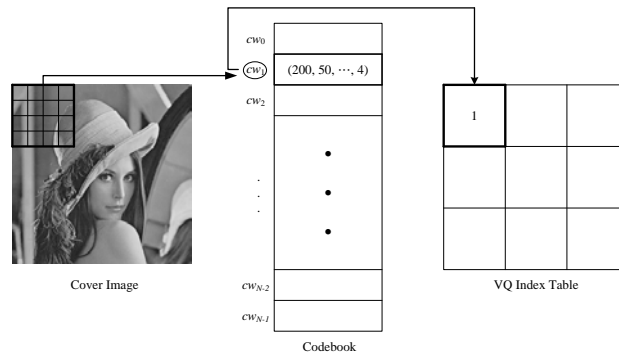 cw0
cw1
(200, 50, ⋯, 4)
cw2
1
cwN-2
cwN-1
Cover Image
Codebook
VQ Index Table